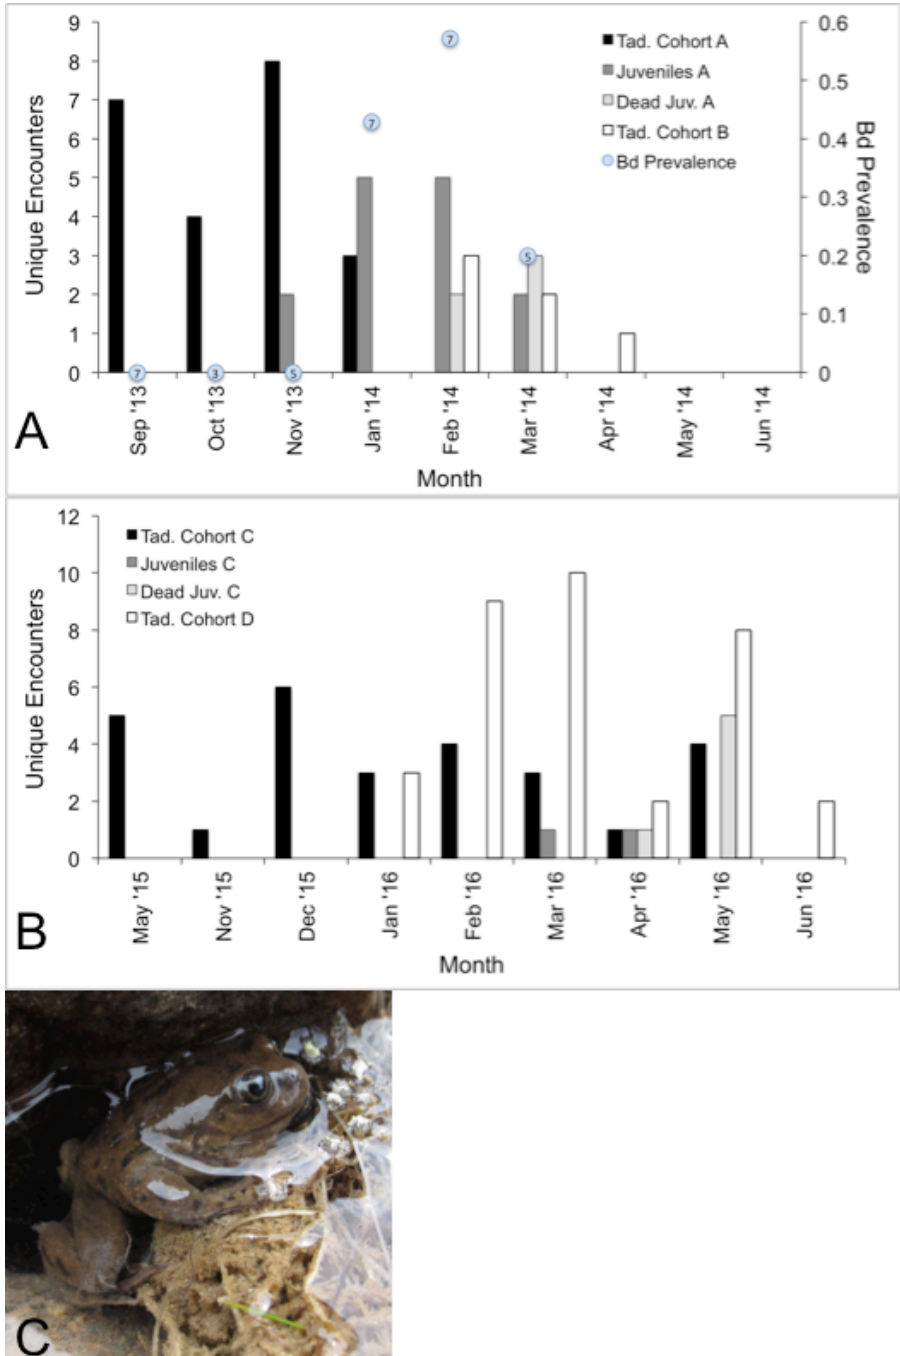 9
8
7
6
5
4
3
2
1
0
Unique Encounters
0.6
0.5
0.4
0.3
0.2
0.1
0
Bd Prevalence
Tad. Cohort A
Juveniles A
Dead Juv. A
Tad. Cohort B
Bd Prevalence
7
3
5
7
7
5
Sep '13
Oct '13
Nov '13
Jan '14
Feb '14
Mar '14
Apr '14
May '14
Jun '14
Month
A
12
10
8
6
4
2
0
Unique Encounters
Tad. Cohort C
Juveniles C
Dead Juv. C
Tad. Cohort D
May '15
Nov '15
Dec '15
Jan '16
Feb '16
Mar '16
Apr '16
May '16
Jun '16
Month
B
C